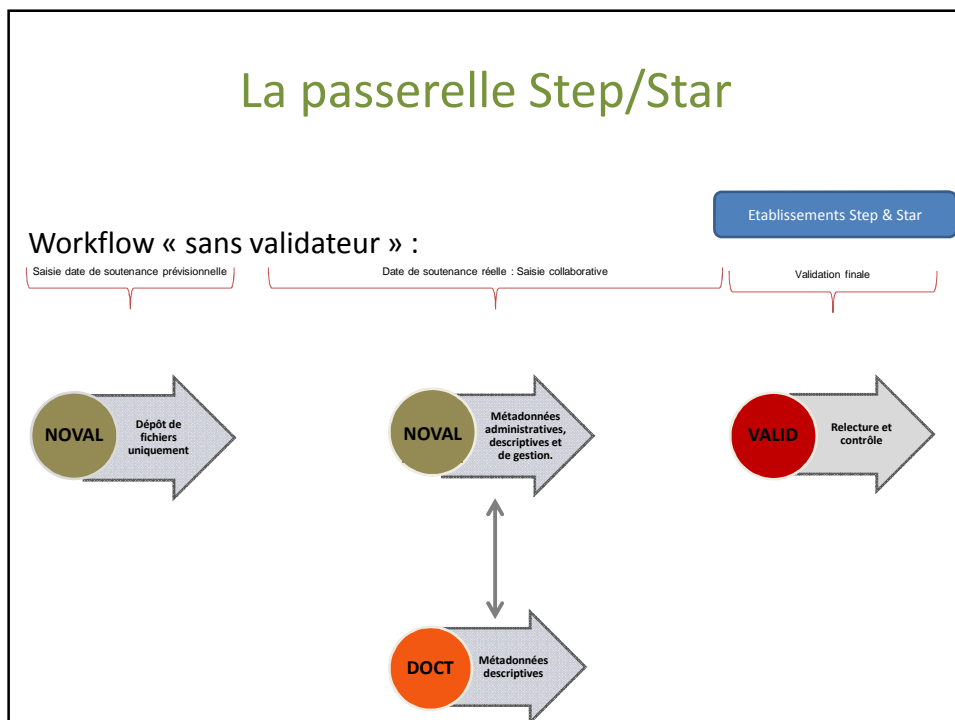 La passerelle Step/Star
Etablissements Step & Star
Workflow « sans validateur » :
Saisie date de soutenance prévisionnelle
Date de soutenance réelle : Saisie collaborative
Validation finale
NOVAL
Dépôt de
fichiers
uniquement
NOVAL
Métadonnées
administratives,
descriptives et
de gestion.
VALID
Relecture et
contrôle
DOCT
Métadonnées
descriptives